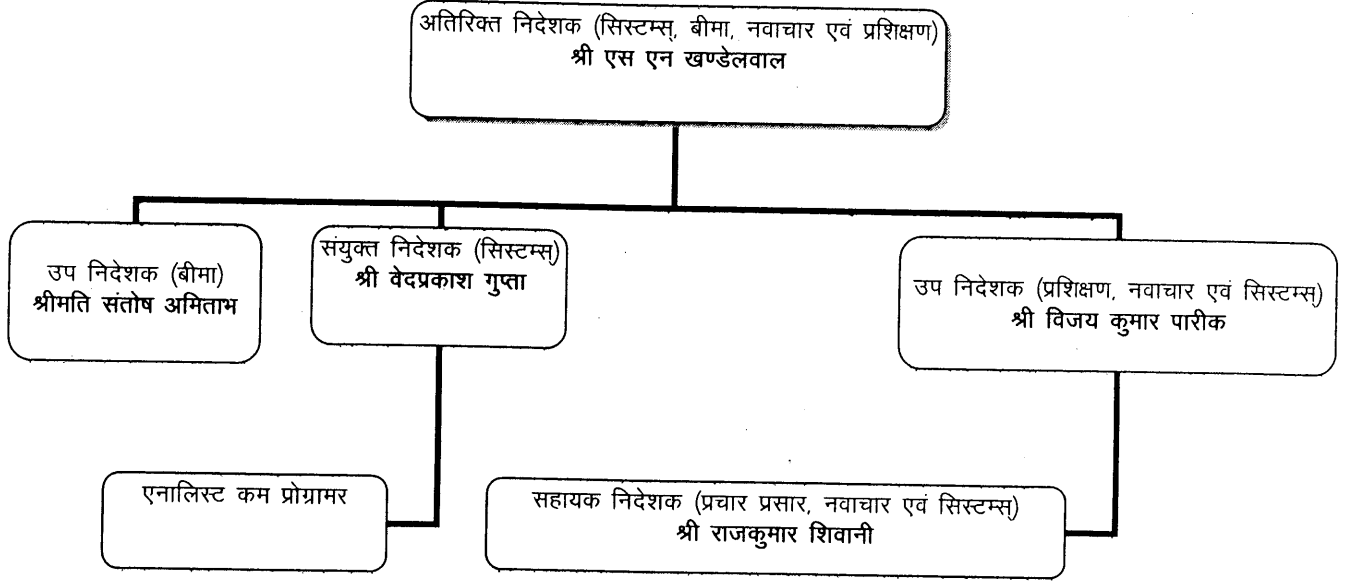 अतिरिक्त निदेशक (सिस्टम्स्, बीमा, नवाचार एवं प्रशिक्षण)
श्री एस एन खण्डेलवाल
उप निदेशक (बीमा)
श्रीमति संतोष अमिताभ
संयुक्त निदेशक (सिस्टम्स्)
श्री वेदप्रकाश गुप्ता
उप निदेशक (प्रशिक्षण, नवाचार एवं सिस्टम्स्)
श्री विजय कुमार पारीक
एनालिस्ट कम प्रोग्रामर
सहायक निदेशक (प्रचार प्रसार, नवाचार एवं सिस्टम्स्)
श्री राजकुमार शिवानी